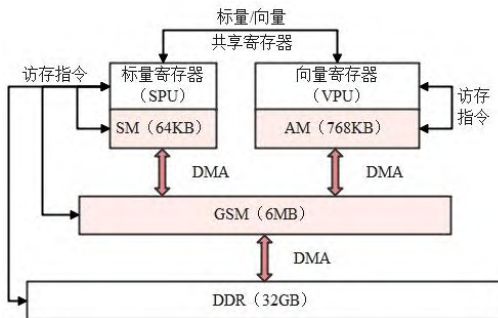 标量/向量
共享寄存器
访存指令
标量寄存器
（SPU）
向量寄存器
（VPU）
访存
指令
SM（64KB）
AM（768KB）
DMA
DMA
GSM（6MB）
DMA
DDR（32GB）